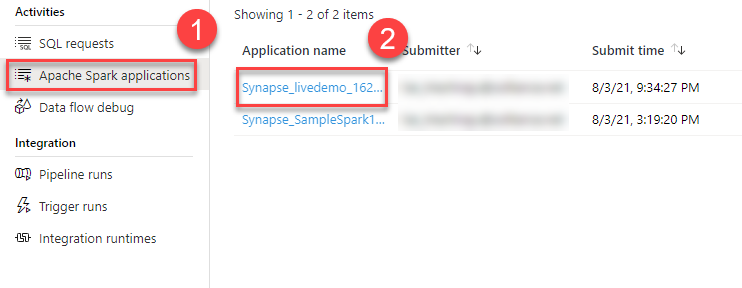 Activities
SQL requests
Apache Spark applications
Data flow debug
Integration
Pipeline runs
Trigger runs
Integration runtimes
1
Showing 1 - 2 of 2 items
2
Application name Submitter Submit time
Synapse_livedemo_162... 8/3/21, 9:34:27 PM
Synapse_SampleSpark1... 8/3/21, 3:19:20 PM